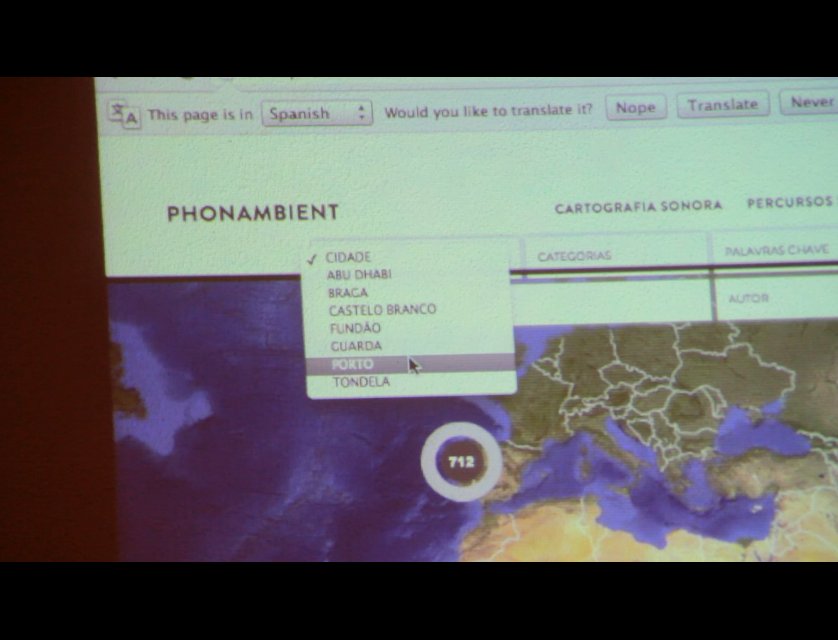 This page is in Spanish Would you like to translate it? Nope Translate Never
PHONAMBIENT CARTOGRAFIA SONORA PERCURSOS
✓ CIDADE
ABU DHABI
BRAGA
CASTELO BRANCO
FUNDÃO
GUARDA
PORTO
TONDELA
CATEGORIAS PALAVRAS CHAVE
AUTOR
712